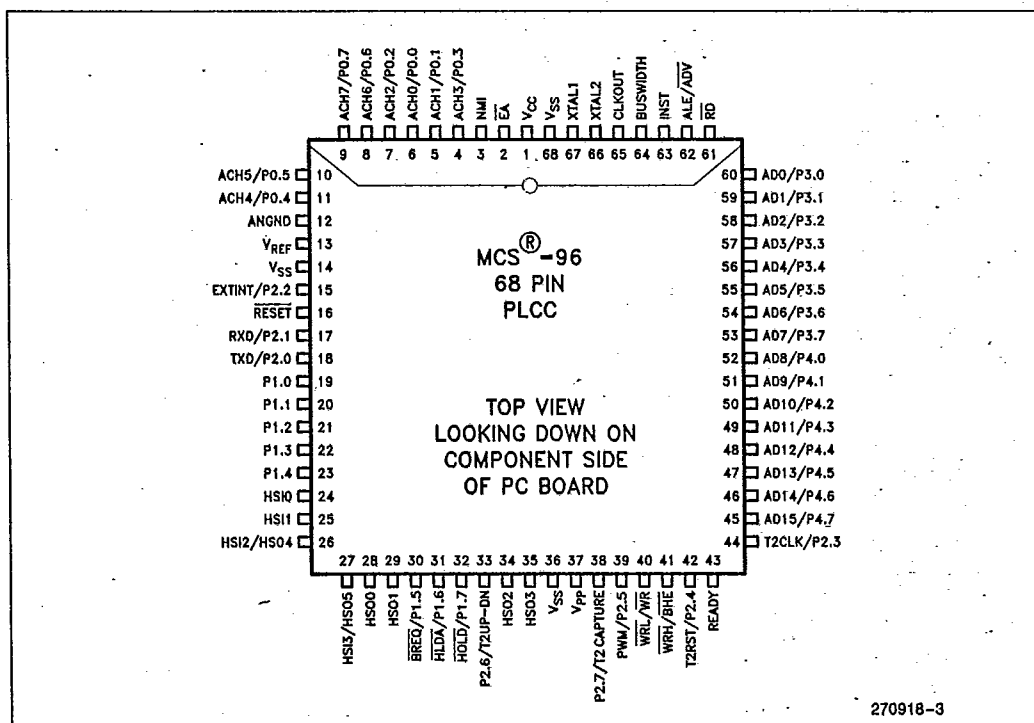 ACH7/P0.7
ACH6/P0.6
ACH2/P0.2
ACH0/P0.0
ACH1/P0.1
ACH3/P0.3
NMI
EA
VCC
VSS
XTAL1
XTAL2
CLKOUT
BUSWIDTH
INST
ALE/ADV
RD
9 8 7 6 5 4 3 2 1 68 67 66 65 64 63 62 61
ACH5/P0.5 10
ACH4/P0.4 11
ANGND 12
VREF 13
VSS 14
EXTINT/P2.2 15
RESET 16
RXD/P2.1 17
TXD/P2.0 18
P1.0 19
P1.1 20
P1.2 21
P1.3 22
P1.4 23
HSI0 24
HSI1 25
HSI2/HSO4 26
MCS®-96
68 PIN
PLCC
TOP VIEW
LOOKING DOWN ON
COMPONENT SIDE
OF PC BOARD
60 AD0/P3.0
59 AD1/P3.1
58 AD2/P3.2
57 AD3/P3.3
56 AD4/P3.4
55 AD5/P3.5
54 AD6/P3.6
53 AD7/P3.7
52 AD8/P4.0
51 AD9/P4.1
50 AD10/P4.2
49 AD11/P4.3
48 AD12/P4.4
47 AD13/P4.5
46 AD14/P4.6
45 AD15/P4.7
44 T2CLK/P2.3
27 28 29 30 31 32 33 34 35 36 37 38 39 40 41 42 43
HSI3/HSO5
HSO0
HSO1
BREQ/P1.5
HLDA/P1.6
HOLD/P1.7
P2.6/T2UP-DN
HSO2
HSO3
VSS
VPP
P2.7/T2 CAPTURE
PWM/P2.5
WRL/WR
WRH/BHE
T2RST/P2.4
READY
270918-3